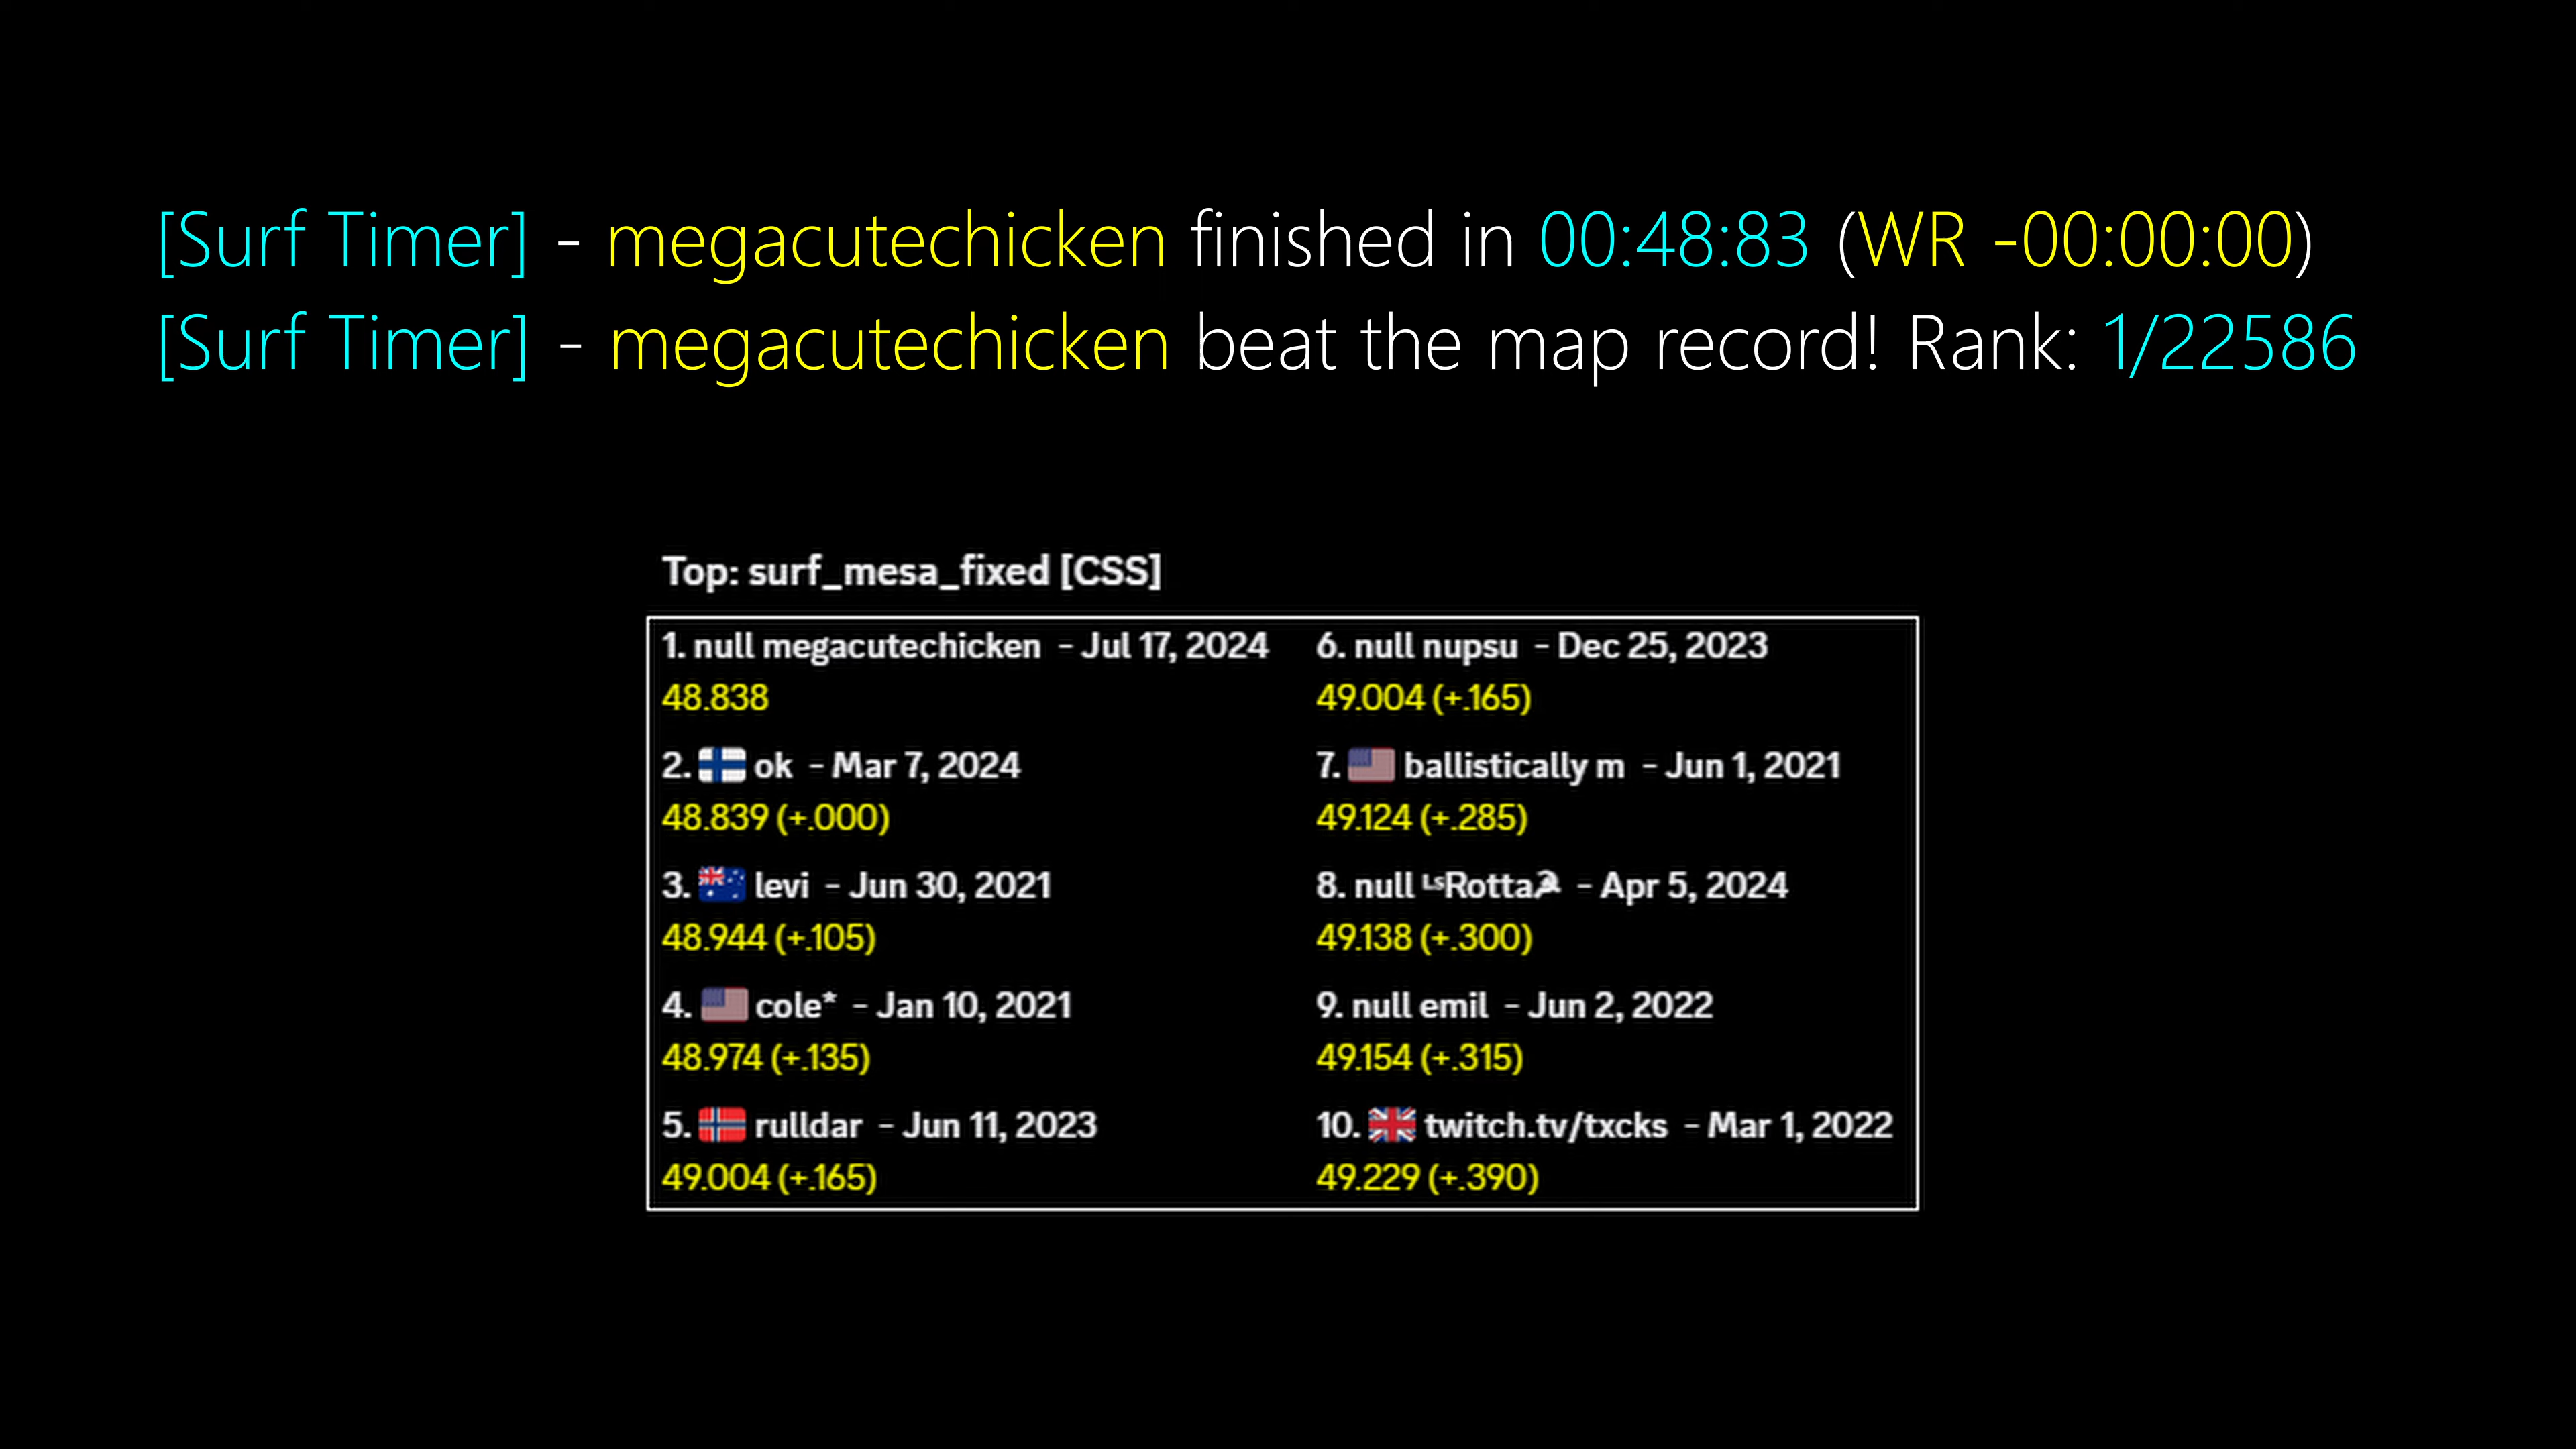 [Surf Timer] - megacutechicken finished in 00:48:83 (WR -00:00:00)
[Surf Timer] - megacutechicken beat the map record! Rank: 1/22586
Top: surf_mesa_fixed [CSS]
1. null megacutechicken - Jul 17, 2024
48.838
2. ok - Mar 7, 2024
48.839 (+.000)
3. levi - Jun 30, 2021
48.944 (+.105)
4. cole* - Jan 10, 2021
48.974 (+.135)
5. rulldar - Jun 11, 2023
49.004 (+.165)
6. null nupsu - Dec 25, 2023
49.004 (+.165)
7. ballistically m - Jun 1, 2021
49.124 (+.285)
8. null ᴸˢRotta☭ - Apr 5, 2024
49.138 (+.300)
9. null emil - Jun 2, 2022
49.154 (+.315)
10. twitch.tv/txcks - Mar 1, 2022
49.229 (+.390)